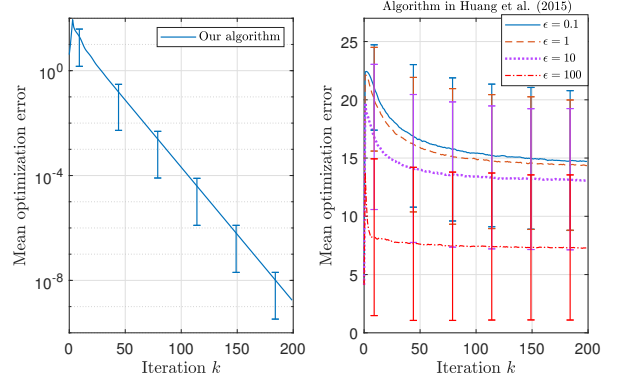 Algorithm in Huang et al. (2015)
Our algorithm
Mean optimization error
10^0
10^-4
10^-8
0 50 100 150 200
Iteration k
ϵ = 0.1
ϵ = 1
ϵ = 10
ϵ = 100
Mean optimization error
25
20
15
10
5
0
0 50 100 150 200
Iteration k